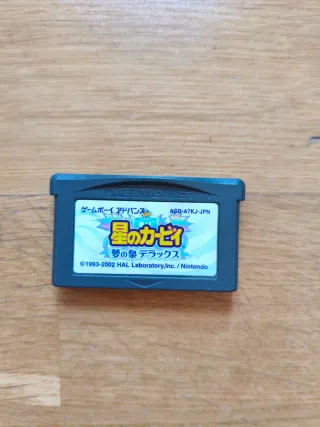 ゲームボーイ アドバンス AGB-A7KJ-JPN
星のカービィ
夢の泉デラックス
©1993-2002 HAL Laboratory,Inc. / Nintendo